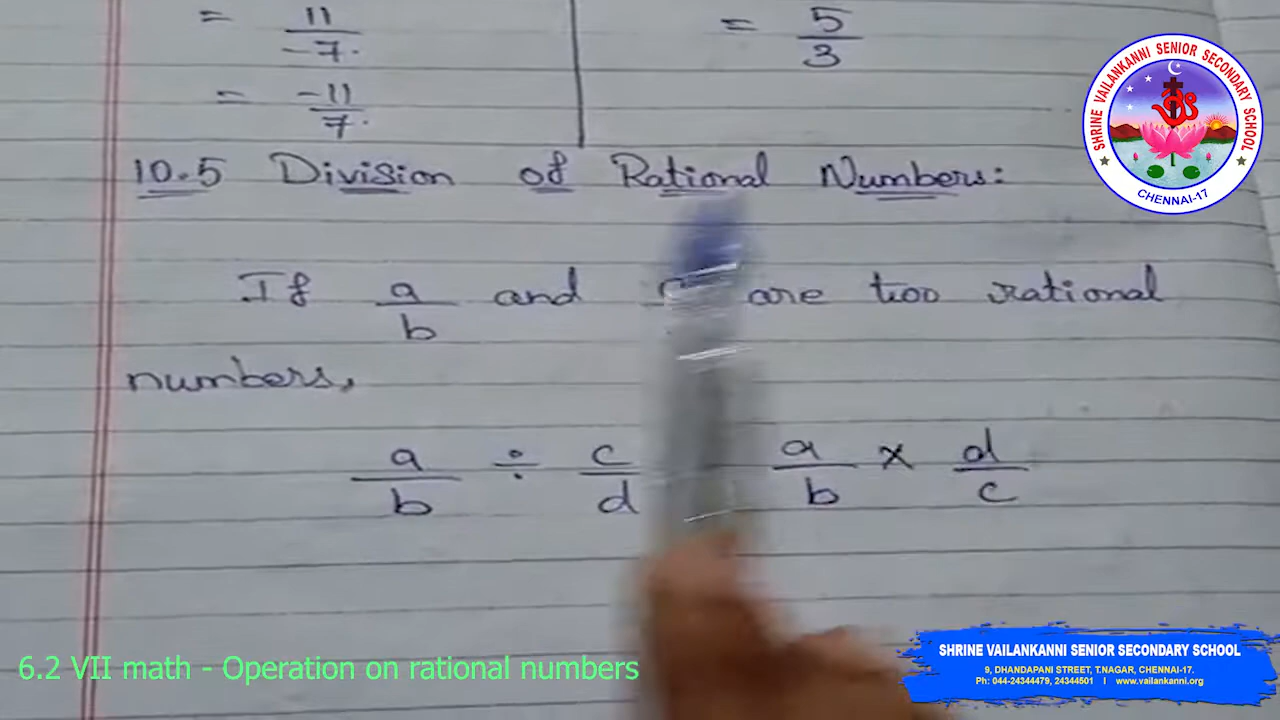 = 11/-7.
= 5/3
= -11/7.
10.5 Division of Rational Numbers:
If a/b and are two rational
numbers,
a/b ÷ c/d a/b × d/c
SHRINE VAILANKANNI SENIOR SECONDARY SCHOOL
CHENNAI-17
6.2 VII math - Operation on rational numbers
SHRINE VAILANKANNI SENIOR SECONDARY SCHOOL
9, DHANDAPANI STREET, T.NAGAR, CHENNAI-17.
Ph: 044-24344479, 24344501 I www.vailankanni.org